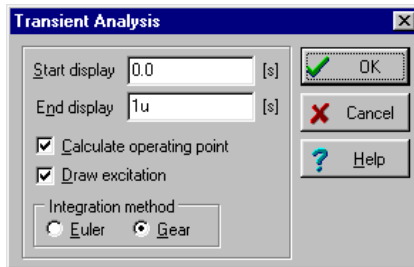 Transient Analysis
Start display 0.0 [s]
End display 1u [s]
Calculate operating point
Draw excitation
Integration method
Euler Gear
OK
Cancel
Help